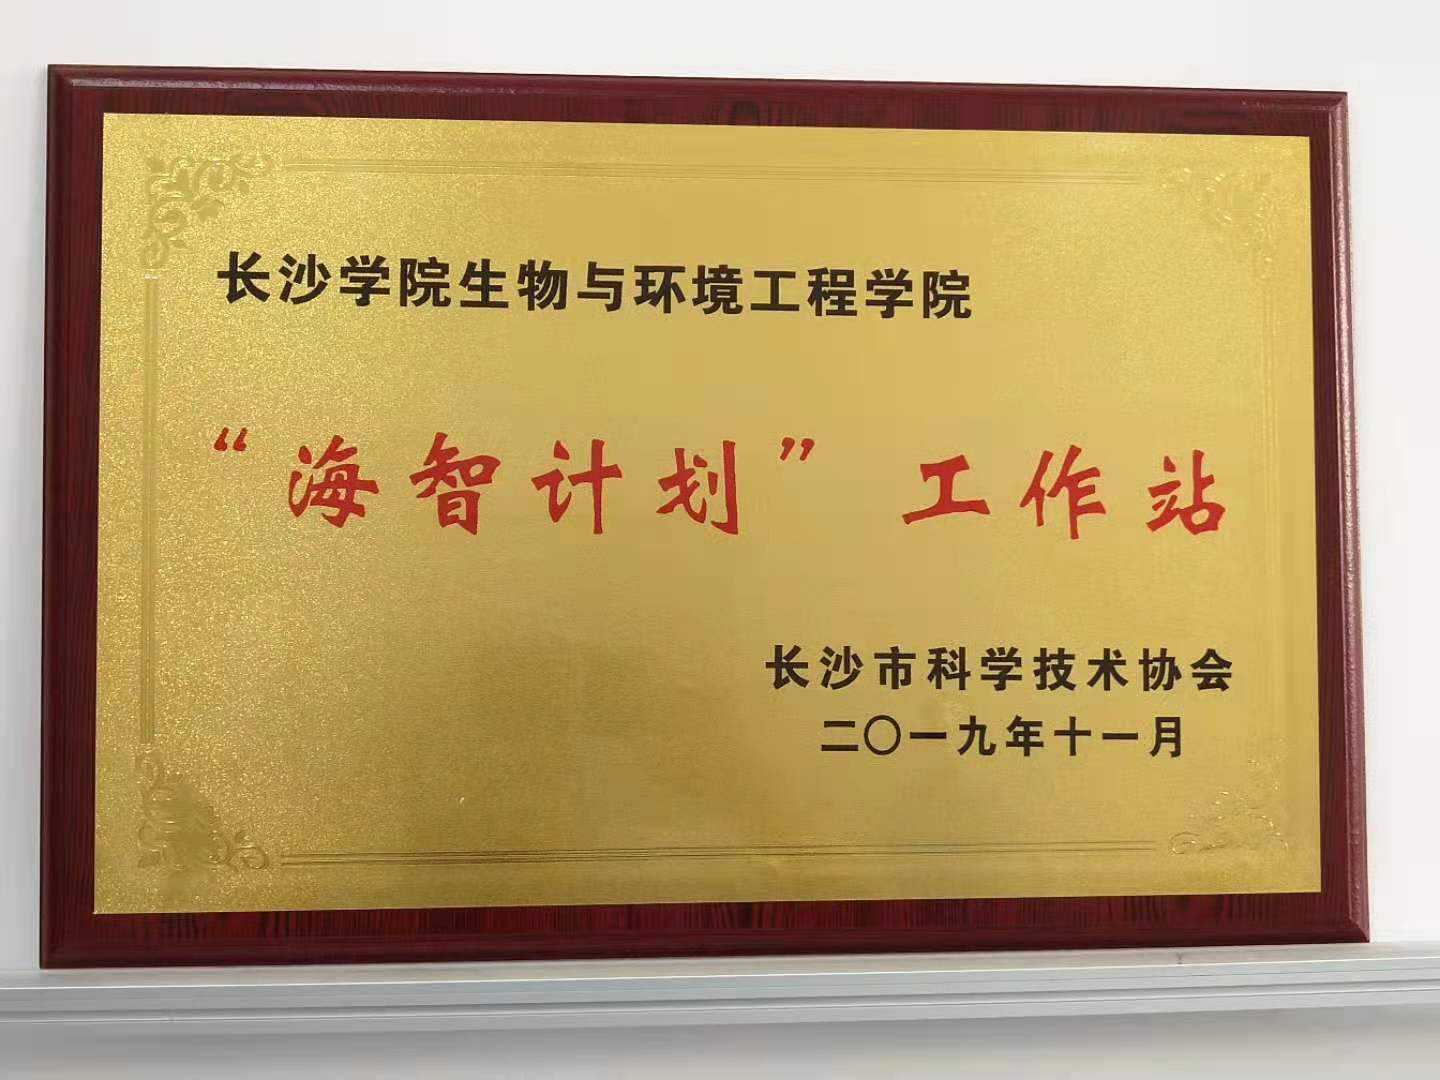 长沙学院生物与环境工程学院
“海智计划”工作站
长沙市科学技术协会
二〇一九年十一月